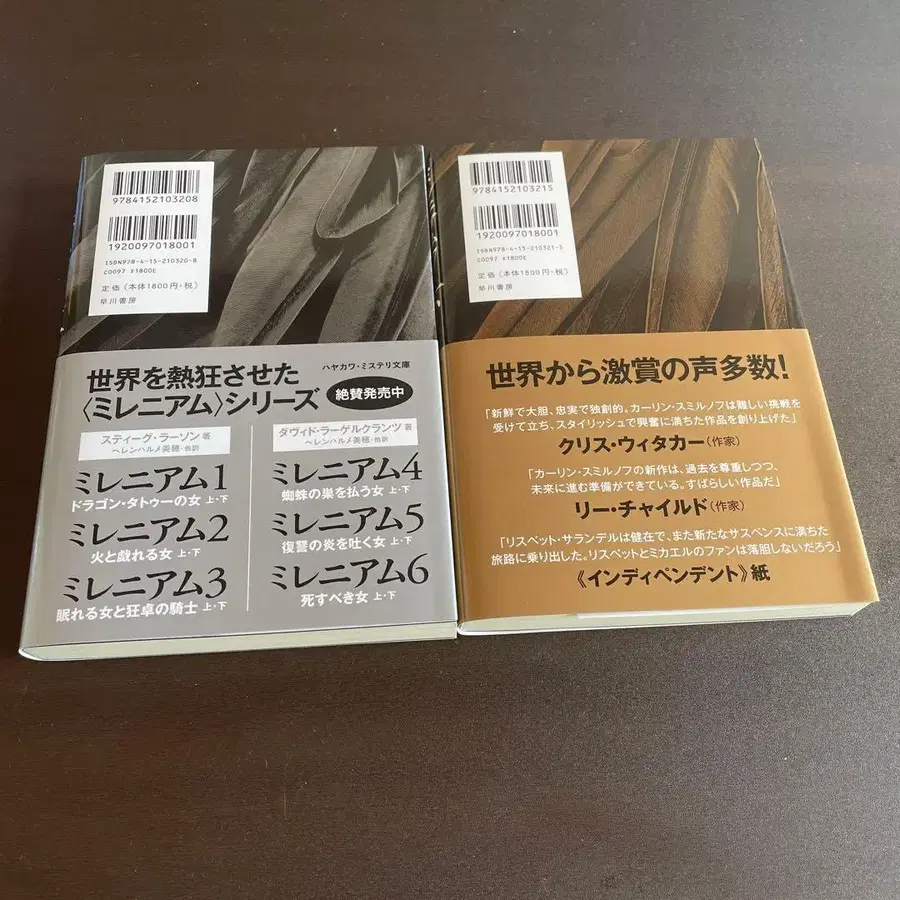 9784152103208
1920097018001
ISBN978-4-15-210320-8
C0097 ¥1800E
定価(本体1800円+税)
早川書房
ハヤカワ・ミステリ文庫
世界を熱狂させた
〈ミレニアム〉シリーズ
絶賛発売中
スティーグ・ラーソン 著
ヘレンハルメ美穂・他訳
ミレニアム1
ドラゴン・タトゥーの女 上・下
ミレニアム2
火と戯れる女 上・下
ミレニアム3
眠れる女と狂卓の騎士 上・下
ダヴィド・ラーゲルクランツ 著
ヘレンハルメ美穂・他訳
ミレニアム4
蜘蛛の巣を払う女 上・下
ミレニアム5
復讐の炎を吐く女 上・下
ミレニアム6
死すべき女 上・下
9784152103215
1920097018001
ISBN978-4-15-210321-5
C0097 ¥1800E
定価(本体1800円+税)
早川書房
世界から激賞の声多数!
「新鮮で大胆、忠実で独創的。カーリン・スミルノフは難しい挑戦を
受けて立ち、スタイリッシュで興奮に満ちた作品を創り上げた」
クリス・ウィタカー(作家)
「カーリン・スミルノフの新作は、過去を尊重しつつ、
未来に進む準備ができている。すばらしい作品だ」
リー・チャイルド(作家)
「リスベット・サランデルは健在で、また新たなサスペンスに満ちた
旅路に乗り出した。リスベットとミカエルのファンは落胆しないだろう」
《インディペンデント》紙